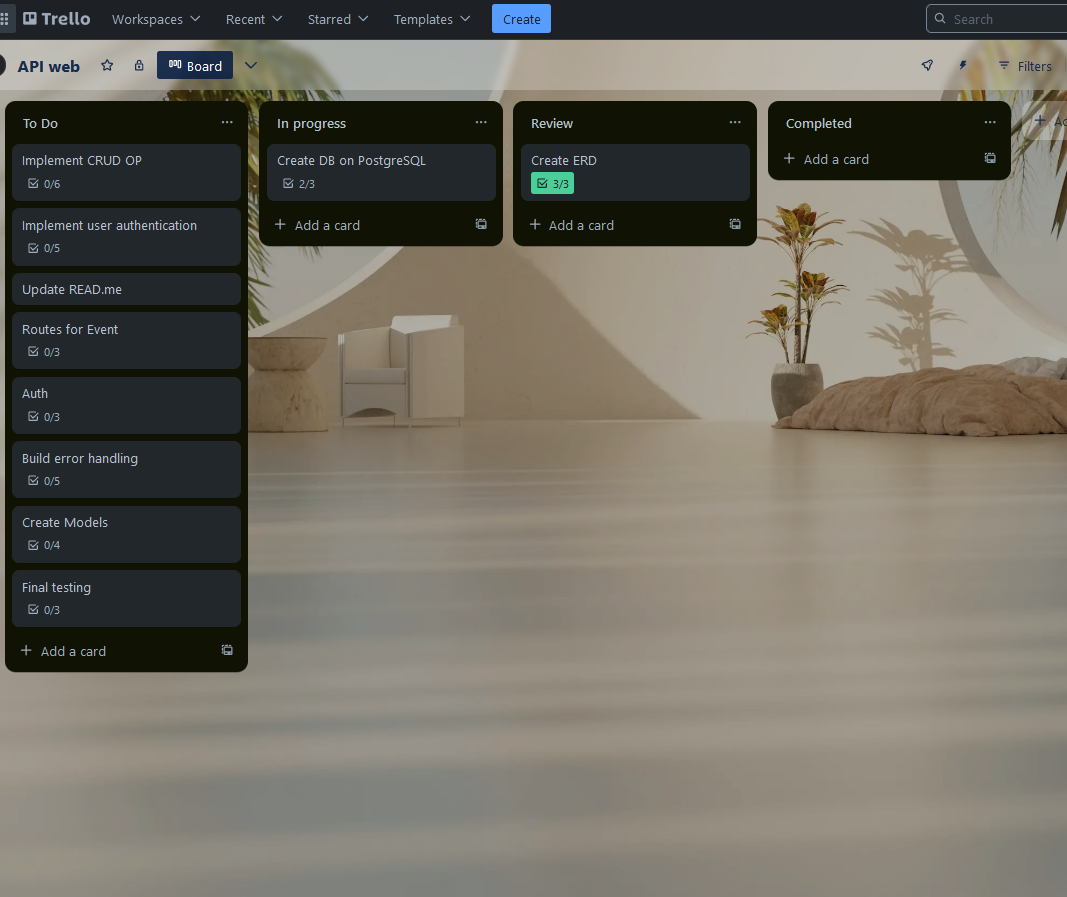 Trello
Workspaces
Recent
Starred
Templates
Create
Search
API web
Board
Filters
To Do
Implement CRUD OP
0/6
Implement user authentication
0/5
Update READ.me
Routes for Event
0/3
Auth
0/3
Build error handling
0/5
Create Models
0/4
Final testing
0/3
+ Add a card
In progress
Create DB on PostgreSQL
2/3
+ Add a card
Review
Create ERD
3/3
+ Add a card
Completed
+ Add a card